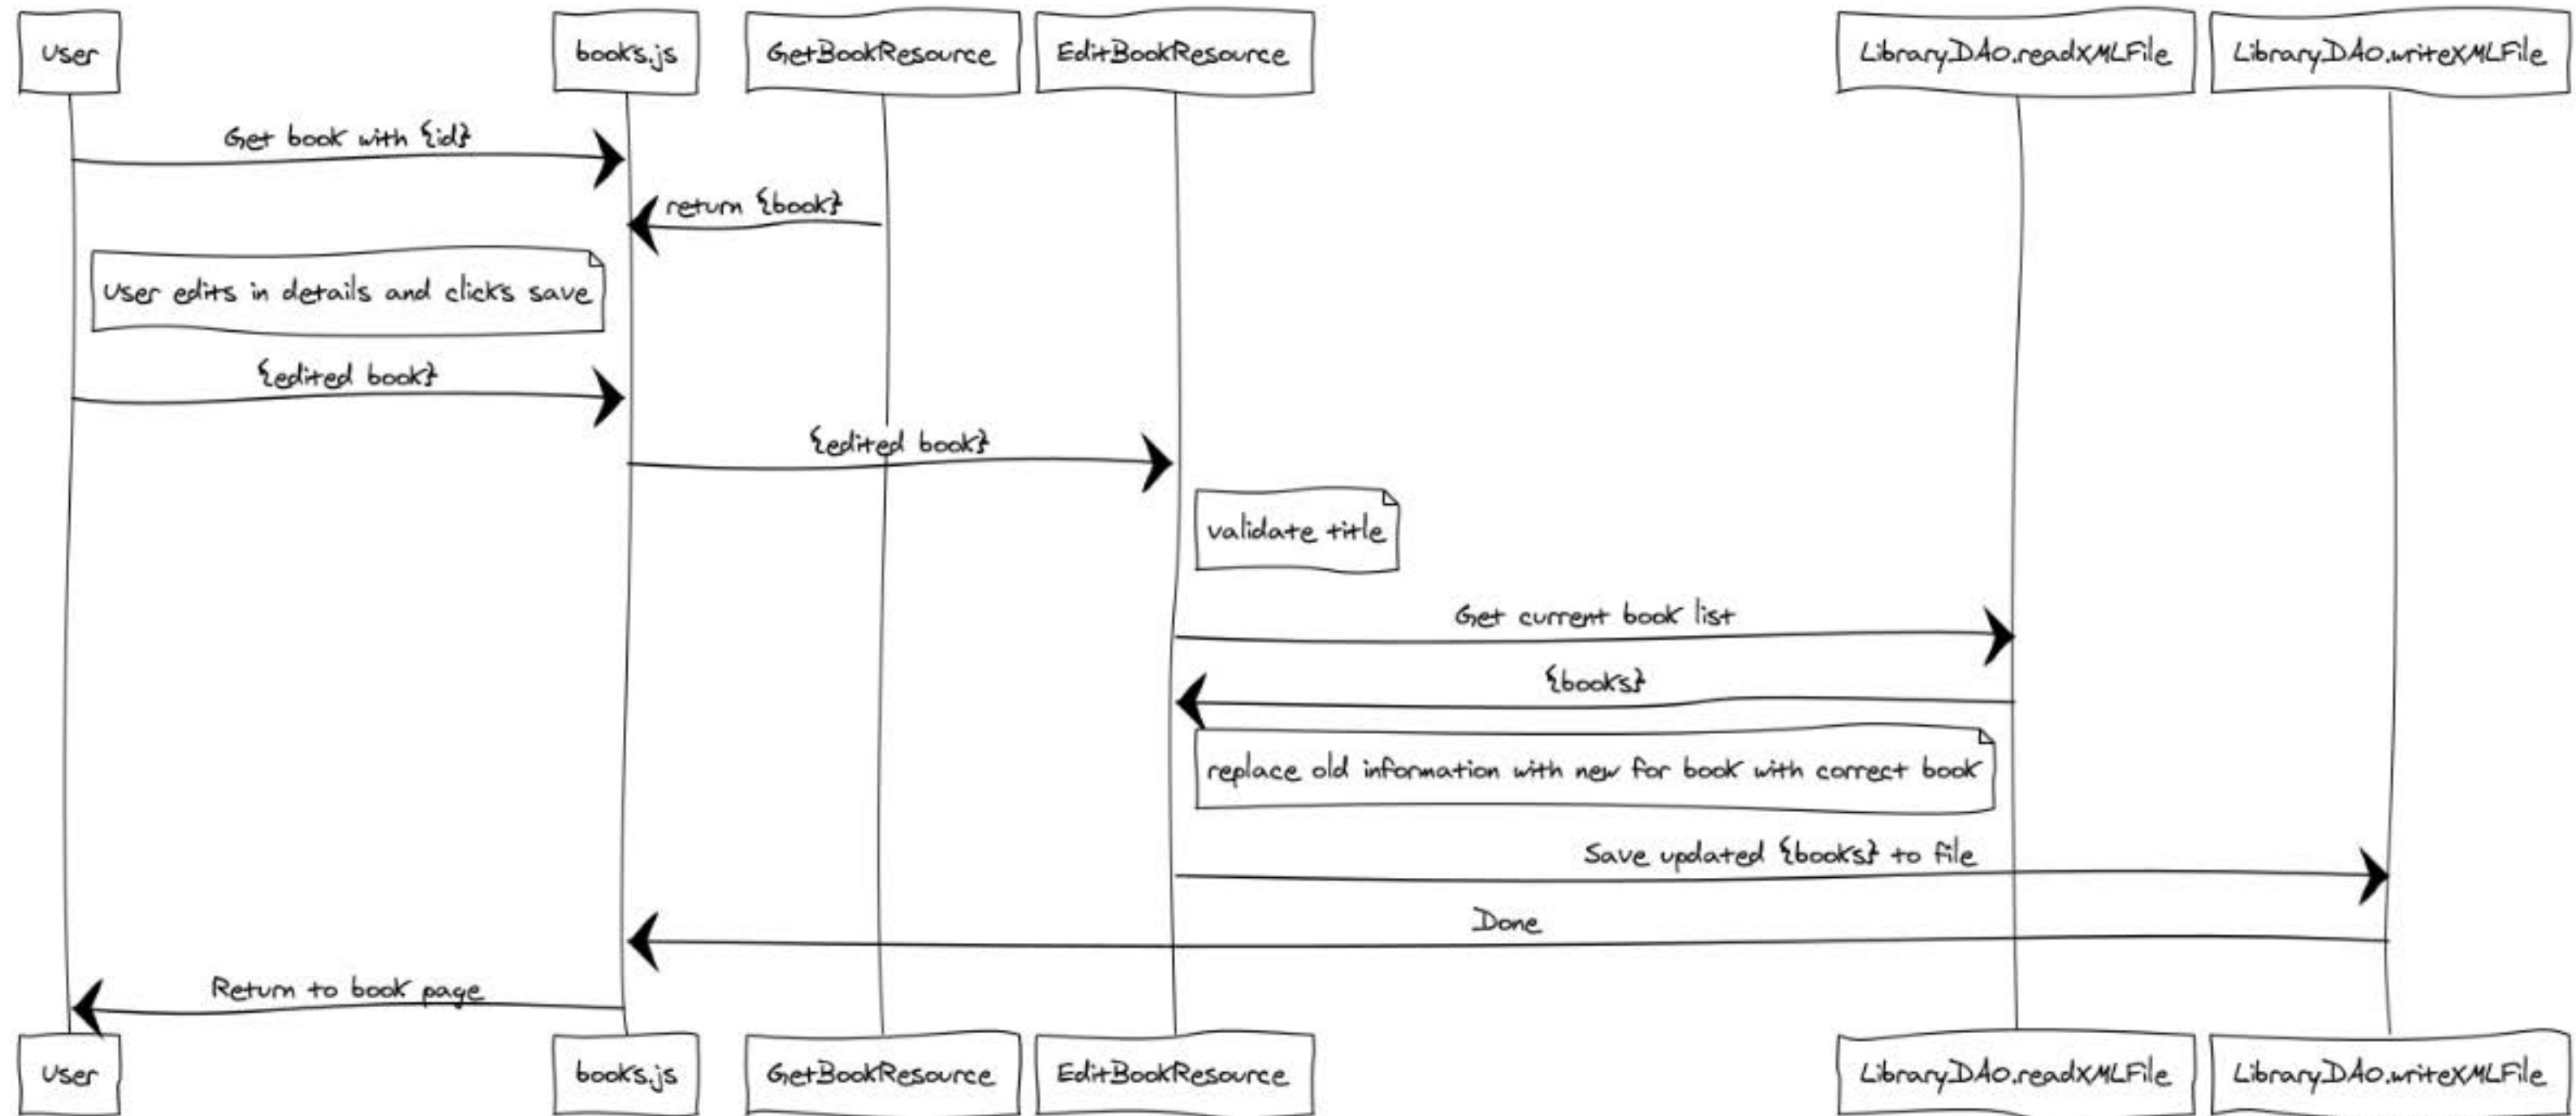 User
books.js
GetBookResource
EditBookResource
LibraryDAO.readXMLFile
LibraryDAO.writeXMLFile
Get book with {id}
return {book}
User edits in details and clicks save
{edited book}
{edited book}
validate title
Get current book list
{books}
replace old information with new for book with correct book
Save updated {books} to file
Done
Return to book page
User
books.js
GetBookResource
EditBookResource
LibraryDAO.readXMLFile
LibraryDAO.writeXMLFile